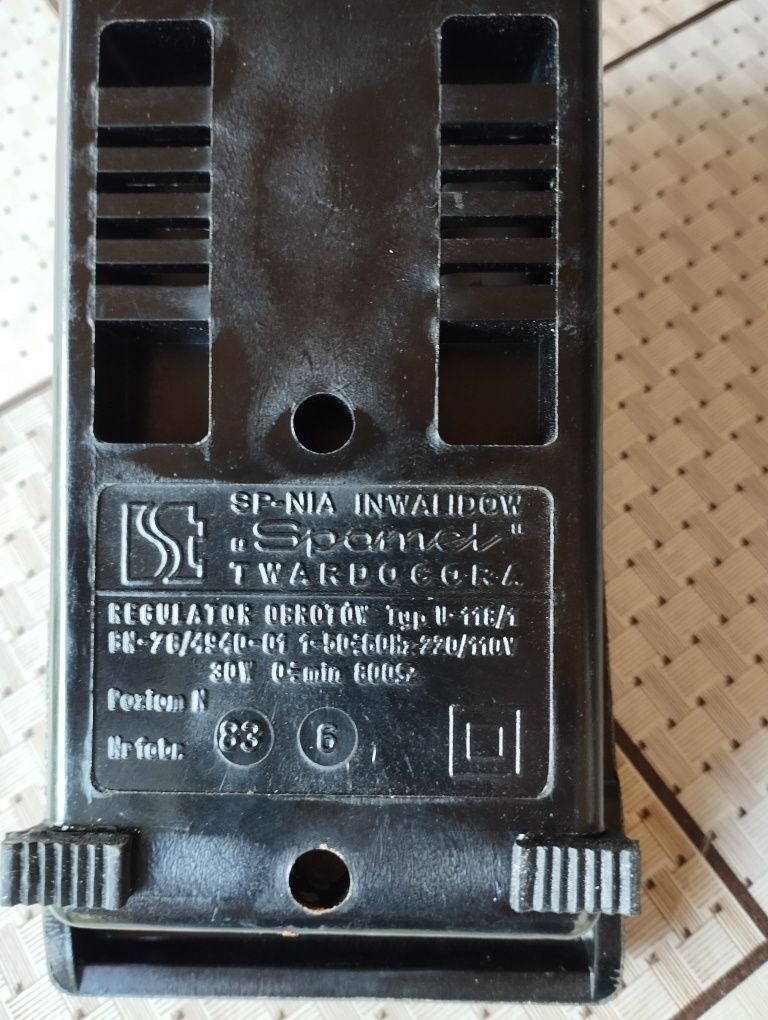 SP-NIA INWALIDÓW
"Spamel"
TWARDOGÓRA
REGULATOR OBROTÓW Typ U-116/1
BN-76/4940-01 1~50÷60Hz 220/110V
30W 0÷min 800Ω
Poziom N
Nr fabr. 83 6